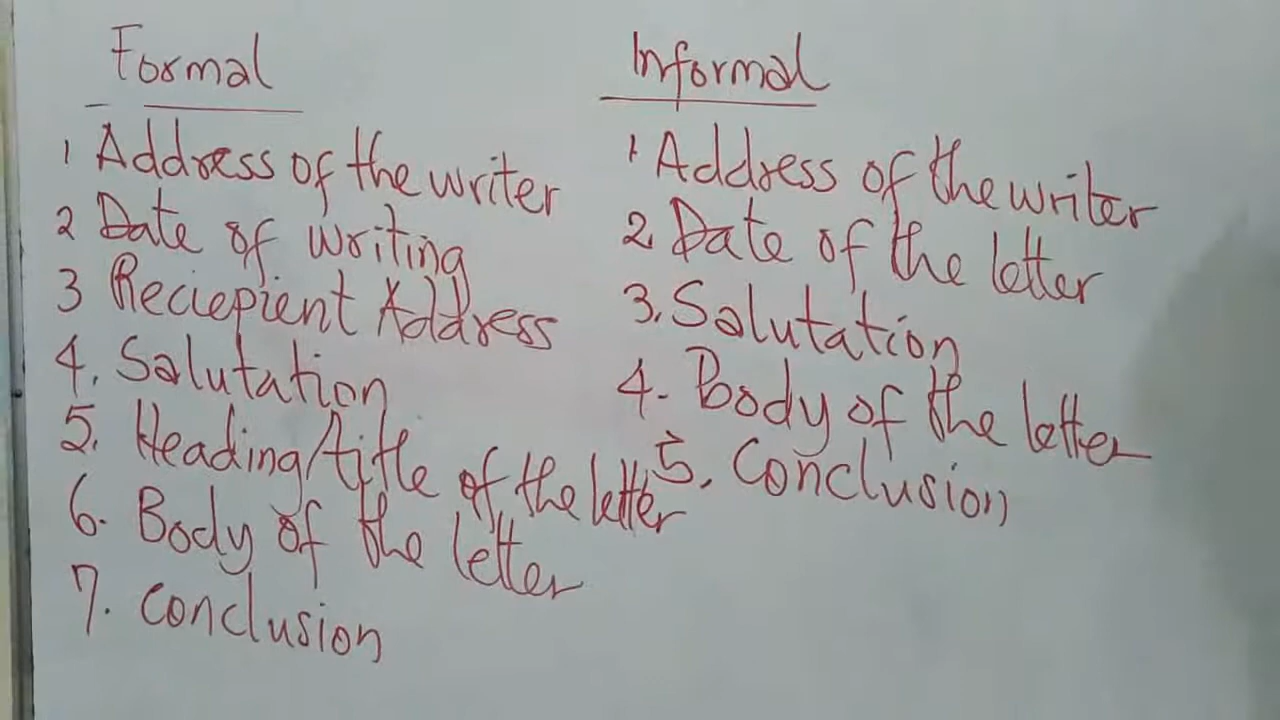 Formal
1 Address of the writer
2 Date of writing
3 Reciepient Address
4. Salutation
5. Heading/title of the letter
6. Body of the letter
7. Conclusion
Informal
1 Address of the writer
2. Date of the letter
3. Salutation
4. Body of the letter
5. Conclusion